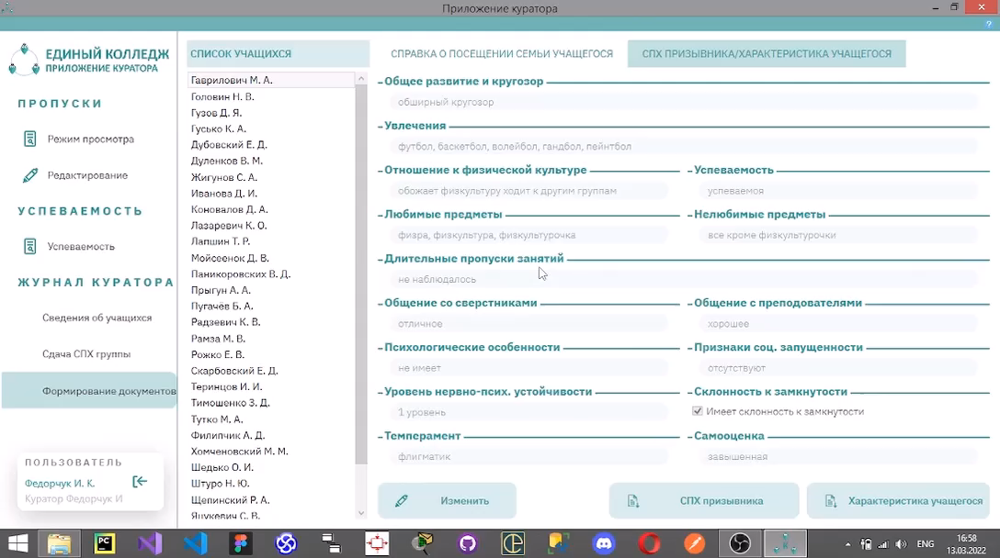 Приложение куратора
ЕДИНЫЙ КОЛЛЕДЖ
ПРИЛОЖЕНИЕ КУРАТОРА
ПРОПУСКИ
Режим просмотра
Редактирование
УСПЕВАЕМОСТЬ
Успеваемость
ЖУРНАЛ КУРАТОРА
Сведения об учащихся
Сдача СПХ группы
Формирование документов
ПОЛЬЗОВАТЕЛЬ
Федорчук И. К.
Куратор Федорчук И
СПИСОК УЧАЩИХСЯ
Гаврилович М. А.
Головин Н. В.
Гузов Д. Я.
Гусько К. А.
Дубовский Е. Д.
Дуленков В. М.
Жигунов С. А.
Иванова Д. И.
Коновалов Д. А.
Лазаревич К. О.
Лапшин Т. Р.
Мойсеенок Д. В.
Паникоровских В. Д.
Прыгун А. А.
Пугачёв Б. А.
Радзевич К. В.
Рамза М. В.
Рожко Е. В.
Скарбовский Е. Д.
Теринцов И. И.
Тимошенко З. Д.
Тутко М. А.
Филипчик А. Д.
Хомченовский М. М.
Шедько О. И.
Штуро Н. Ю.
Щепинский Р. А.
Яцукевич С. В.
СПРАВКА О ПОСЕЩЕНИИ СЕМЬИ УЧАЩЕГОСЯ
СПХ ПРИЗЫВНИКА/ХАРАКТЕРИСТИКА УЧАЩЕГОСЯ
Общее развитие и кругозор
обширный кругозор
Увлечения
футбол, баскетбол, волейбол, гандбол, пейнтбол
Отношение к физической культуре Успеваемость
обожает физкультуру ходит к другим группам успеваемоя
Любимые предметы Нелюбимые предметы
физра, физкультура, физкультурочка все кроме физкультурочки
Длительные пропуски занятий
не наблюдалось
Общение со сверстниками Общение с преподователями
отличное хорошее
Психологические особенности Признаки соц. запущенности
не имеет отсутствуют
Уровень нервно-псих. устойчивости Склонность к замкнутости
1 уровень Имеет склонность к замкнутости
Темперамент Самооценка
флигматик завышенная
Изменить СПХ призывника Характеристика учащегося
PC
ENG
16:58
13.03.2022